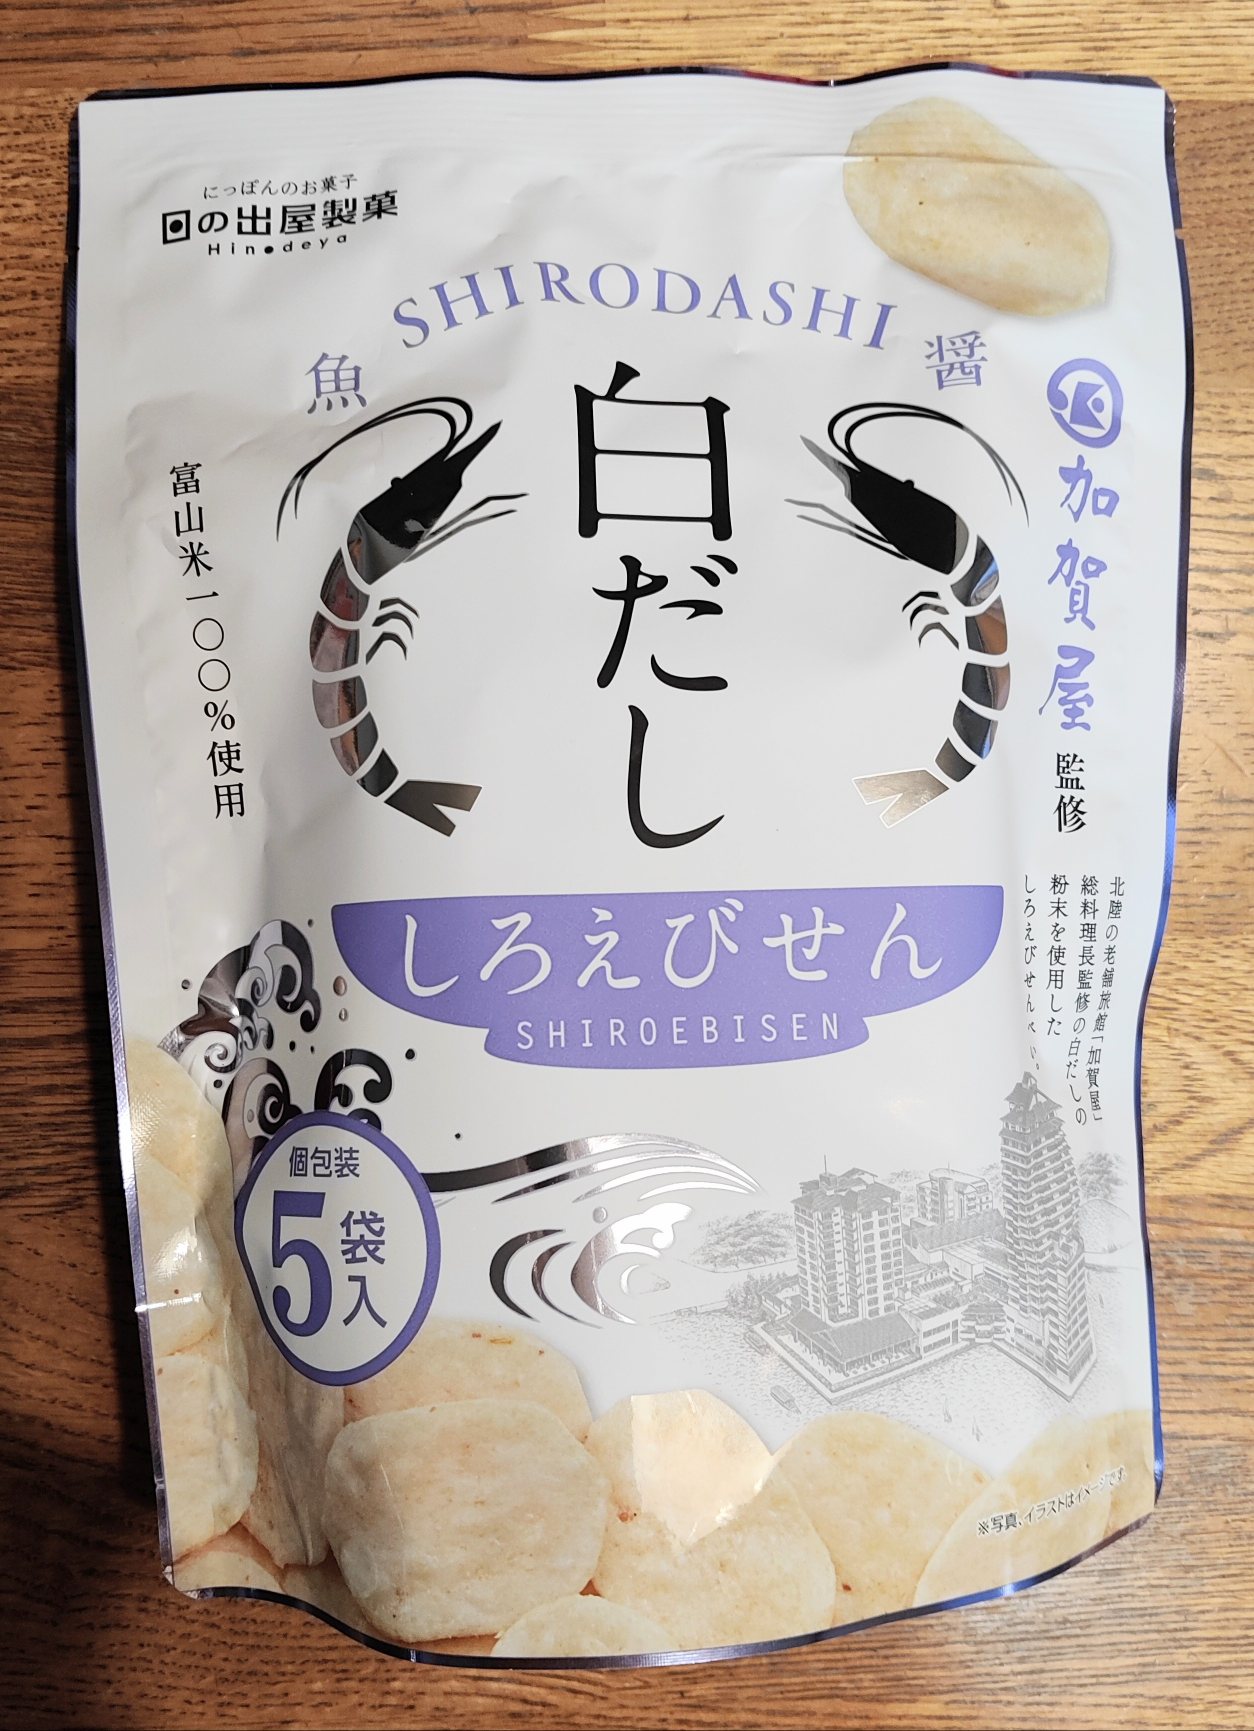 にっぽんのお菓子
日の出屋製菓
Hinodeya
SHIRODASHI
魚
醤
白だし
しろえびせん
SHIROEBISEN
富山米一〇〇%使用
加賀屋
監修
北陸の老舗旅館「加賀屋」
総料理長監修の白だしの
粉末を使用した
しろえびせんべい。
個包装
5袋入
※写真、イラストはイメージです